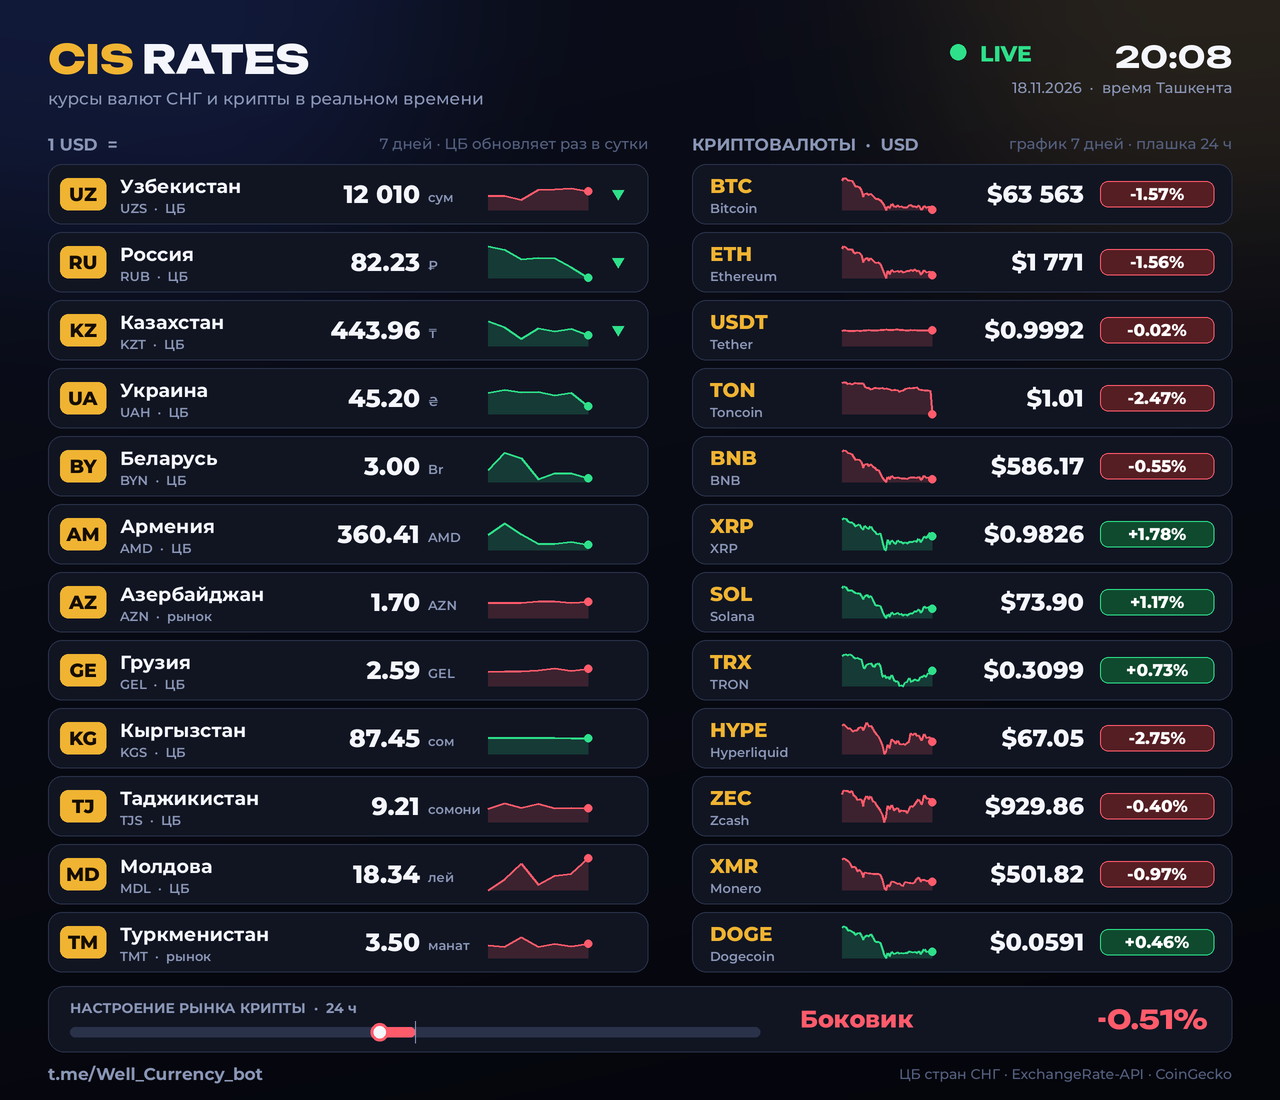 CIS RATES
курсы валют СНГ и крипты в реальном времени
LIVE 20:08
18.11.2026 · время Ташкента
1 USD =
7 дней · ЦБ обновляет раз в сутки
UZ Узбекистан 12 010 сум
UZS · ЦБ
RU Россия 82.23 ₽
RUB · ЦБ
KZ Казахстан 443.96 ₸
KZT · ЦБ
UA Украина 45.20 ₴
UAH · ЦБ
BY Беларусь 3.00 Br
BYN · ЦБ
AM Армения 360.41 AMD
AMD · ЦБ
AZ Азербайджан 1.70 AZN
AZN · рынок
GE Грузия 2.59 GEL
GEL · ЦБ
KG Кыргызстан 87.45 сом
KGS · ЦБ
TJ Таджикистан 9.21 сомони
TJS · ЦБ
MD Молдова 18.34 лей
MDL · ЦБ
TM Туркменистан 3.50 манат
TMT · рынок
КРИПТОВАЛЮТЫ · USD
график 7 дней · плашка 24 ч
BTC $63 563 -1.57%
Bitcoin
ETH $1 771 -1.56%
Ethereum
USDT $0.9992 -0.02%
Tether
TON $1.01 -2.47%
Toncoin
BNB $586.17 -0.55%
BNB
XRP $0.9826 +1.78%
XRP
SOL $73.90 +1.17%
Solana
TRX $0.3099 +0.73%
TRON
HYPE $67.05 -2.75%
Hyperliquid
ZEC $929.86 -0.40%
Zcash
XMR $501.82 -0.97%
Monero
DOGE $0.0591 +0.46%
Dogecoin
НАСТРОЕНИЕ РЫНКА КРИПТЫ · 24 ч
Боковик -0.51%
t.me/Well_Currency_bot
ЦБ стран СНГ · ExchangeRate-API · CoinGecko